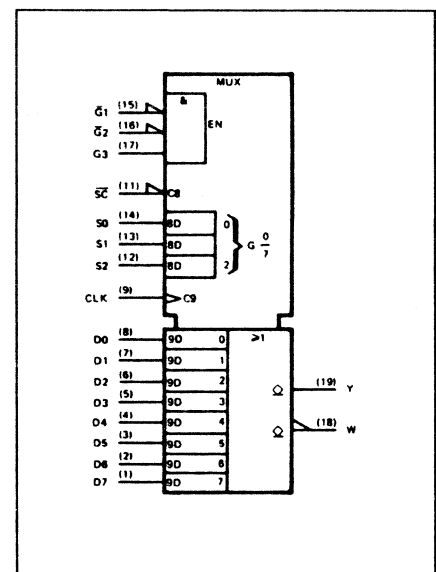 MUX
&
G̅1 (15)
EN
G̅2 (16)
G3 (17)
S̅C̅ (11) C8
S0 (14) 8D 0
S1 (13) 8D G 0/7
S2 (12) 8D 2
CLK (9) C9
D0 (8) 9D 0 ≥1
D1 (7) 9D 1
D2 (6) 9D 2 (19) Y
D3 (5) 9D 3
D4 (4) 9D 4 (18) W
D5 (3) 9D 5
D6 (2) 9D 6
D7 (1) 9D 7